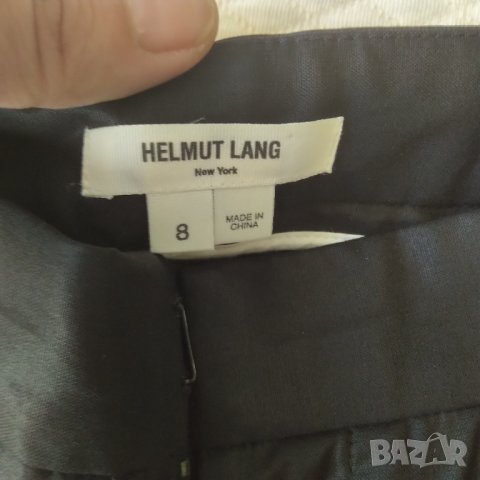 HELMUT LANG
New York
8
MADE IN
CHINA
BAZAR